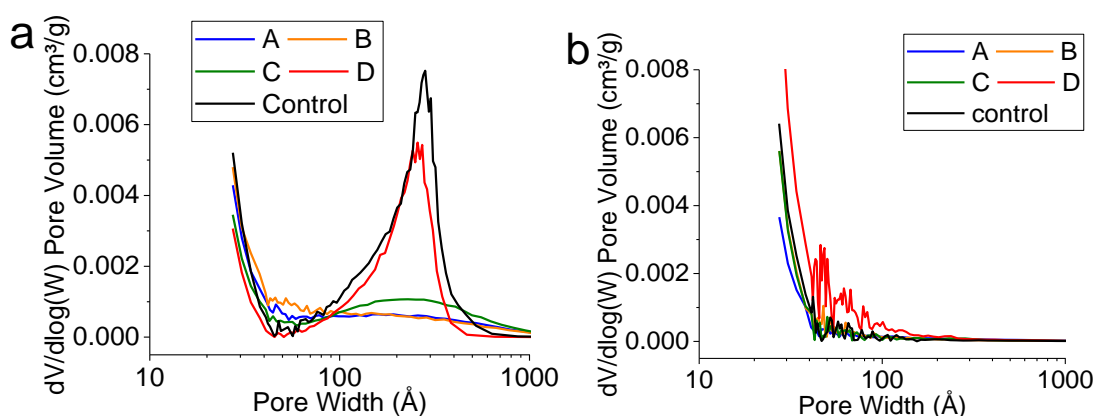 a
A B
C D
Control
dV/dlog(W) Pore Volume (cm³/g)
0.008
0.006
0.004
0.002
0.000
10 100 1000
Pore Width (Å)
b
A B
C D
control
dV/dlog(W) Pore Volume (cm³/g)
0.008
0.006
0.004
0.002
0.000
10 100 1000
Pore Width (Å)